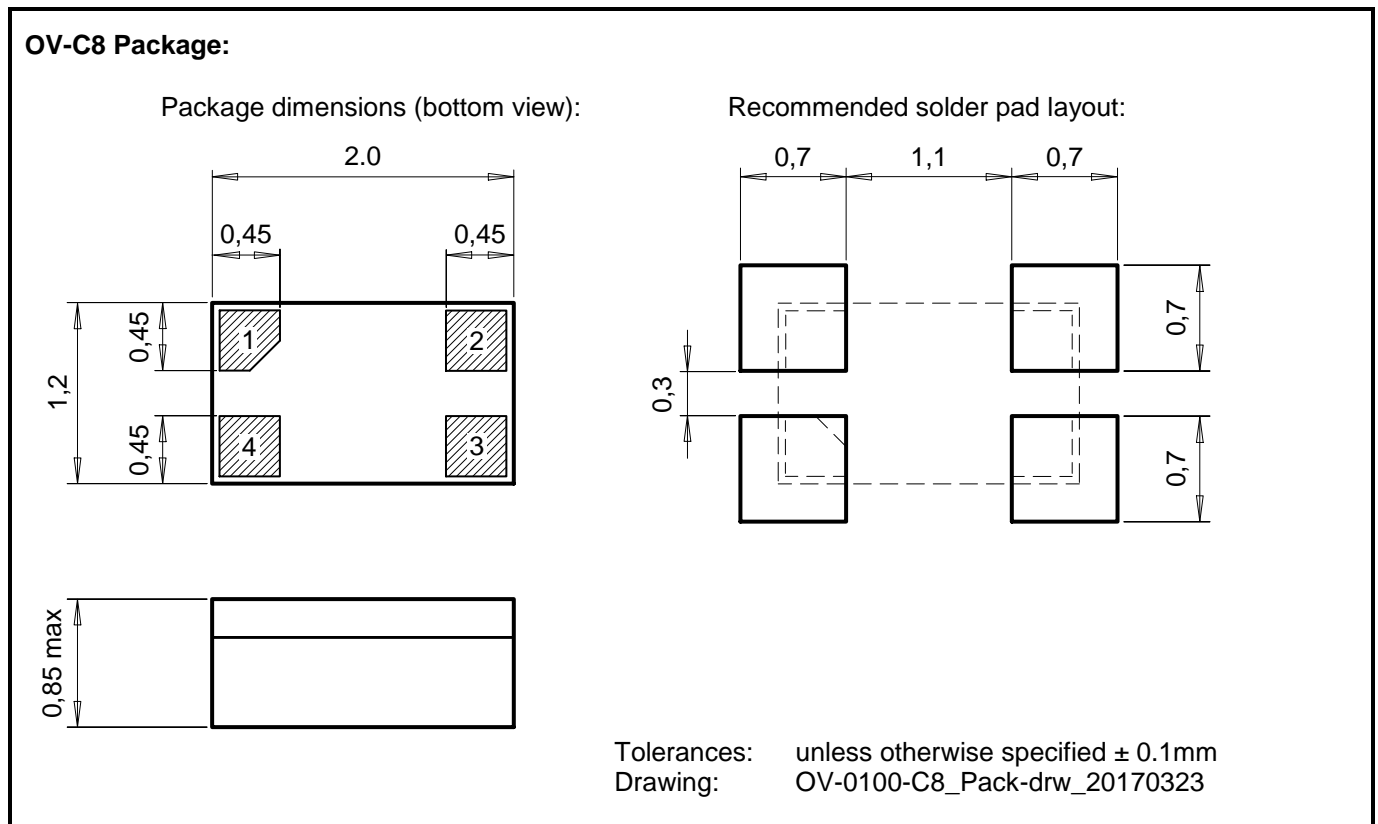 OV-C8 Package:
Package dimensions (bottom view):
Recommended solder pad layout:
2.0
0,45
0,45
1,2
0,45
0,45
1
2
4
3
0,7
1,1
0,7
0,7
0,3
0,7
0,85 max
Tolerances: unless otherwise specified ± 0.1mm
Drawing: OV-0100-C8_Pack-drw_20170323